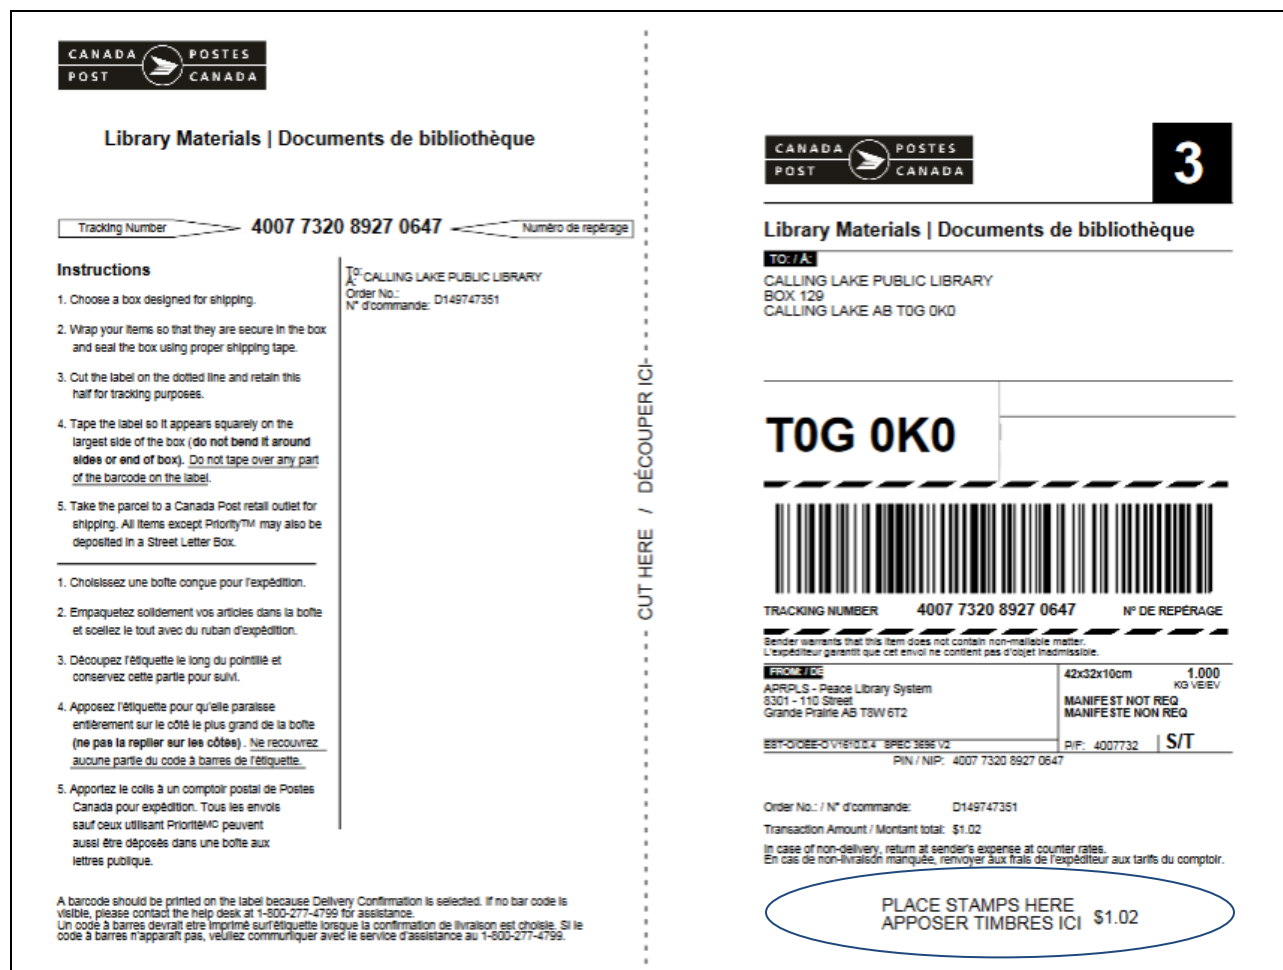 CANADA POSTES
POST CANADA
Library Materials | Documents de bibliothèque
Tracking Number 4007 7320 8927 0647 Numéro de repérage
Instructions
1. Choose a box designed for shipping.
2. Wrap your items so that they are secure in the box
and seal the box using proper shipping tape.
3. Cut the label on the dotted line and retain this
half for tracking purposes.
4. Tape the label so it appears squarely on the
largest side of the box (do not bend it around
sides or end of box). Do not tape over any part
of the barcode on the label.
5. Take the parcel to a Canada Post retail outlet for
shipping. All items except Priority™ may also be
deposited in a Street Letter Box.
1. Choisissez une boîte conçue pour l'expédition.
2. Empaquetez solidement vos articles dans la boîte
et scellez le tout avec du ruban d'expédition.
3. Découpez l'étiquette le long du pointillé et
conservez cette partie pour suivi.
4. Apposez l'étiquette pour qu'elle paraisse
entièrement sur le côté le plus grand de la boîte
(ne pas la replier sur les côtés) . Ne recouvrez
aucune partie du code à barres de l'étiquette.
5. Apportez le colis à un comptoir postal de Postes
Canada pour expédition. Tous les envois
sauf ceux utilisant PrioritéMC peuvent
aussi être déposés dans une boîte aux
lettres publique.
To:
À: CALLING LAKE PUBLIC LIBRARY
Order No.:
N° d'commande: D149747351
A barcode should be printed on the label because Delivery Confirmation is selected. If no bar code is
visible, please contact the help desk at 1-800-277-4799 for assistance.
Un code à barres devrait etre imprimé surl'étiquette lorsque la confirmation de livraison est choisie. Si le
code à barres n'apparaît pas, veuillez communiquer avec le service d'assistance au 1-800-277-4799.
CUT HERE / DÉCOUPER ICI
CANADA POSTES
POST CANADA
3
Library Materials | Documents de bibliothèque
TO: / À:
CALLING LAKE PUBLIC LIBRARY
BOX 129
CALLING LAKE AB T0G 0K0
T0G 0K0
TRACKING NUMBER 4007 7320 8927 0647 N° DE REPÉRAGE
Sender warrants that this item does not contain non-mailable matter.
L'expéditeur garantit que cet envoi ne contient pas d'objet inadmissible.
FROM: / DE
APRPLS - Peace Library System
8301 - 110 Street
Grande Prairie AB T8W 6T2
EST-O/OEE-O V1610.0.4 SPEC 3696 V2
42x32x10cm 1.000
KG VE/EV
MANIFEST NOT REQ
MANIFESTE NON REQ
P/F: 4007732 S/T
PIN / NIP: 4007 7320 8927 0647
Order No.: / N° d'commande: D149747351
Transaction Amount / Montant total: $1.02
In case of non-delivery, return at sender's expense at counter rates.
En cas de non-livraison manquée, renvoyer aux frais de l'expéditeur aux tarifs du comptoir.
PLACE STAMPS HERE
APPOSER TIMBRES ICI $1.02